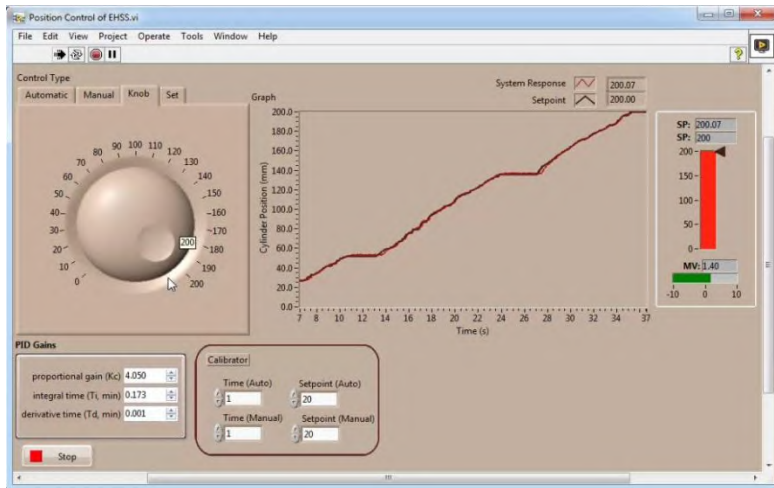 Position Control of EHSS.vi
File Edit View Project Operate Tools Window Help
Control Type
Automatic Manual Knob Set
0 10 20 30 40 50 60 70 80 90 100 110 120 130 140 150 160 170 180 190 200
200
Graph
System Response 200.07
Setpoint 200.00
Cylinder Position (mm)
200.0
180.0
160.0
140.0
120.0
100.0
80.0
60.0
40.0
20.0
0.0
7 8 10 12 14 16 18 20 22 24 26 28 30 32 34 37
Time (s)
SP: 200.07
SP: 200
200
150
100
50
0
MV: 1.40
-10 0 10
PID Gains
proportional gain (Kc) 4.050
integral time (Ti, min) 0.173
derivative time (Td, min) 0.001
Calibrator
Time (Auto) Setpoint (Auto)
1 20
Time (Manual) Setpoint (Manual)
1 20
Stop